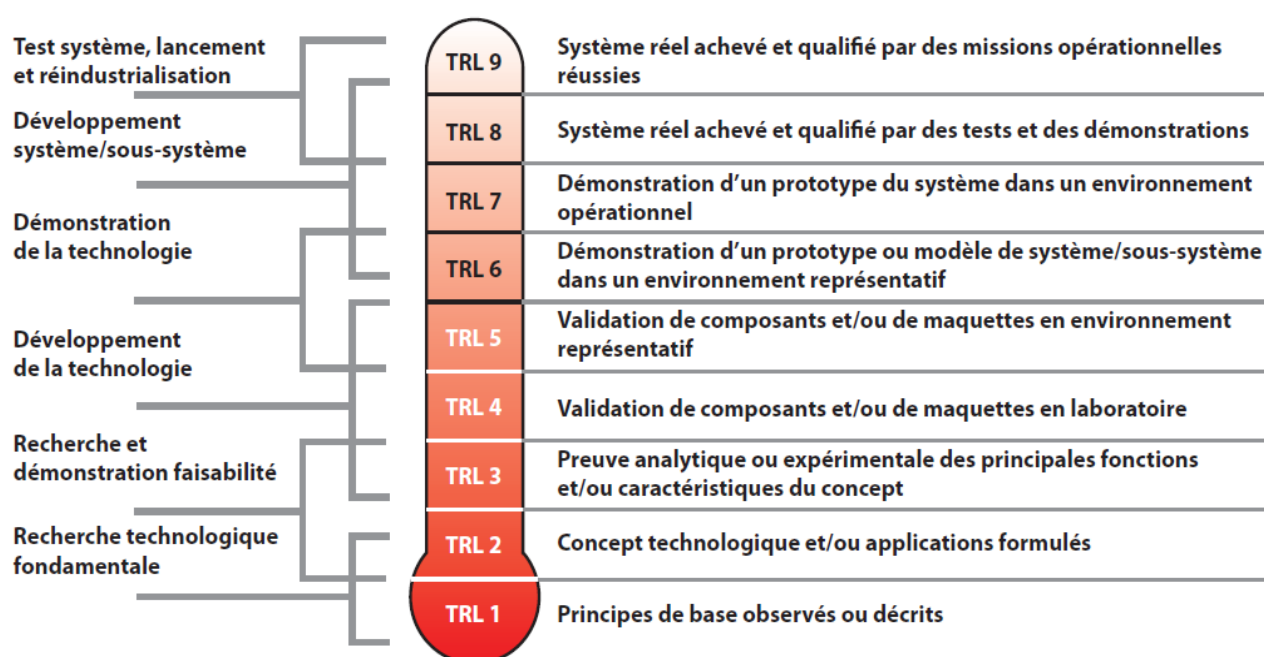 Test système, lancement
et réindustrialisation
Développement
système/sous-système
Démonstration
de la technologie
Développement
de la technologie
Recherche et
démonstration faisabilité
Recherche technologique
fondamentale
TRL 9
Système réel achevé et qualifié par des missions opérationnelles
réussies
TRL 8
Système réel achevé et qualifié par des tests et des démonstrations
TRL 7
Démonstration d’un prototype du système dans un environnement
opérationnel
TRL 6
Démonstration d’un prototype ou modèle de système/sous-système
dans un environnement représentatif
TRL 5
Validation de composants et/ou de maquettes en environnement
représentatif
TRL 4
Validation de composants et/ou de maquettes en laboratoire
TRL 3
Preuve analytique ou expérimentale des principales fonctions
et/ou caractéristiques du concept
TRL 2
Concept technologique et/ou applications formulés
TRL 1
Principes de base observés ou décrits